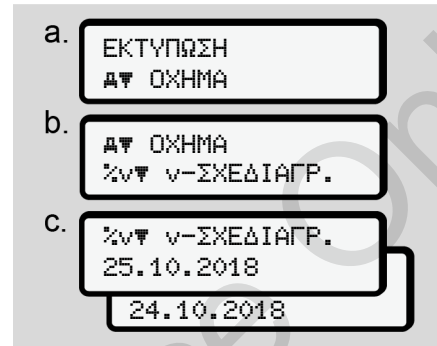 a.
ΕΚΤΥΠΩΣΗ
ΟΧΗΜΑ
b.
ΟΧΗΜΑ
%v▼ v-ΣΧΕΔΙΑΓΡ.
c.
%v▼ v-ΣΧΕΔΙΑΓΡ.
25.10.2018
24.10.2018